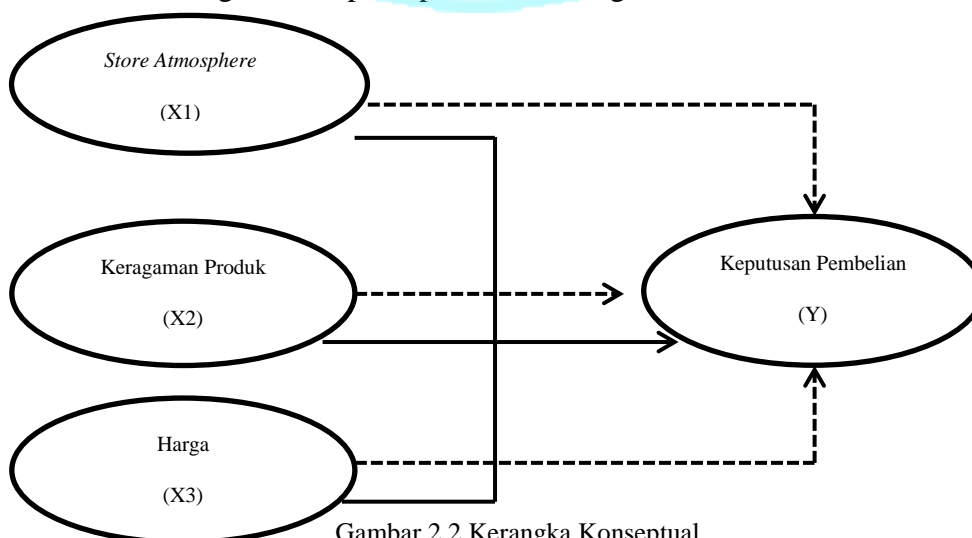 Store Atmosphere
(X1)
Keragaman Produk
(X2)
Keputusan Pembelian
(Y)
Harga
(X3)
Gambar 2.2 Kerangka Konseptual